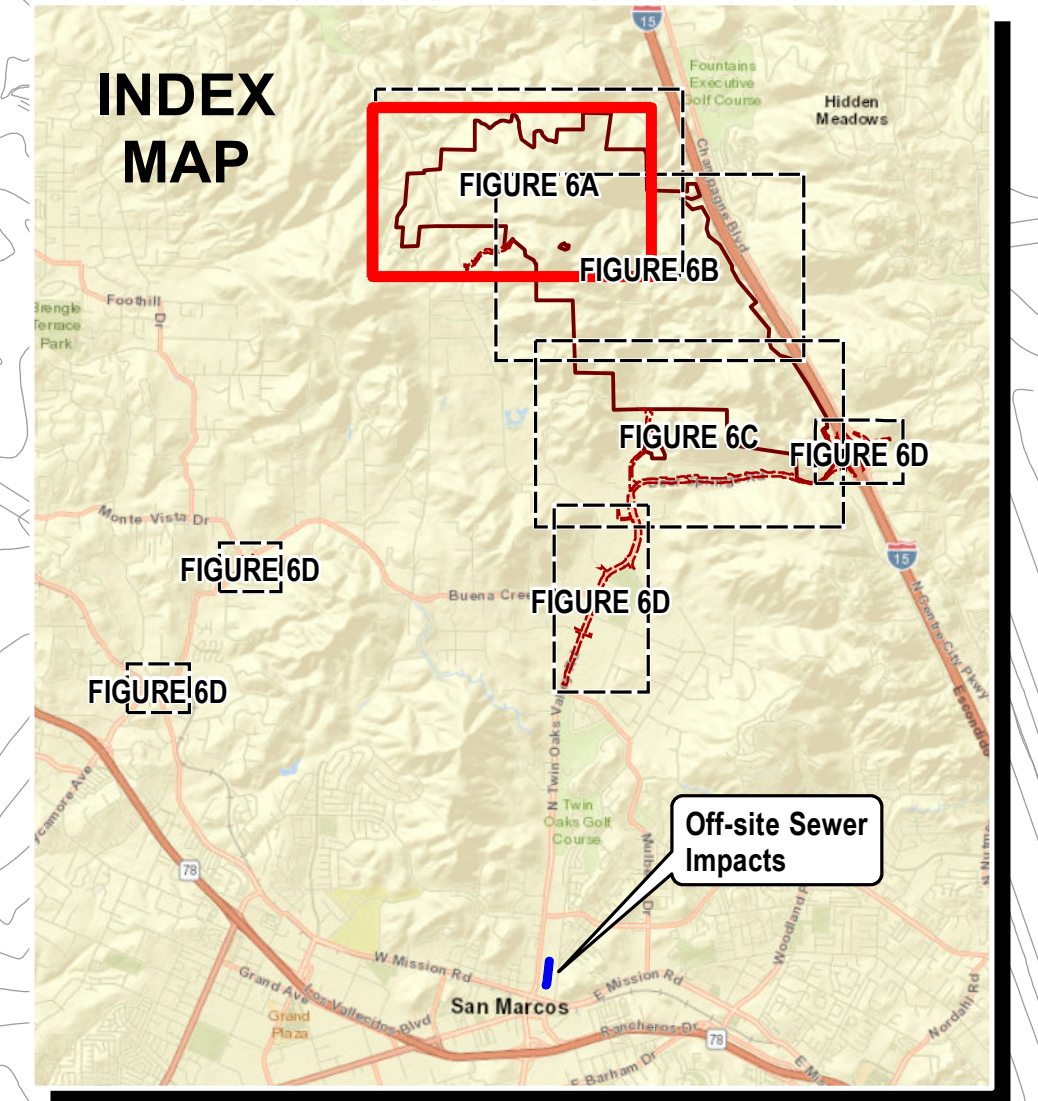 INDEX
MAP
15
Fountains
Executive
Golf Course
Hidden
Meadows
Champagne Blvd
FIGURE 6A
FIGURE 6B
Foothill
Dr
Terrace
Park
FIGURE 6C
FIGURE 6D
Monte Vista Dr
FIGURE 6D
15
Buena Cree
FIGURE 6D
N Centre City Pkwy
Escondido
FIGURE 6D
N Twin Oaks Val
Twin
Oaks Golf
Course
Off-site Sewer
Impacts
ycamore Ave
78
Woodland P
W Mission Rd
E Mission Rd
Grand Ave
Los Vallecitos Blvd
San Marcos
Grand
Plaza
Rancheros Dr
78
Nordahl Rd
E Barham Dr
E Mis